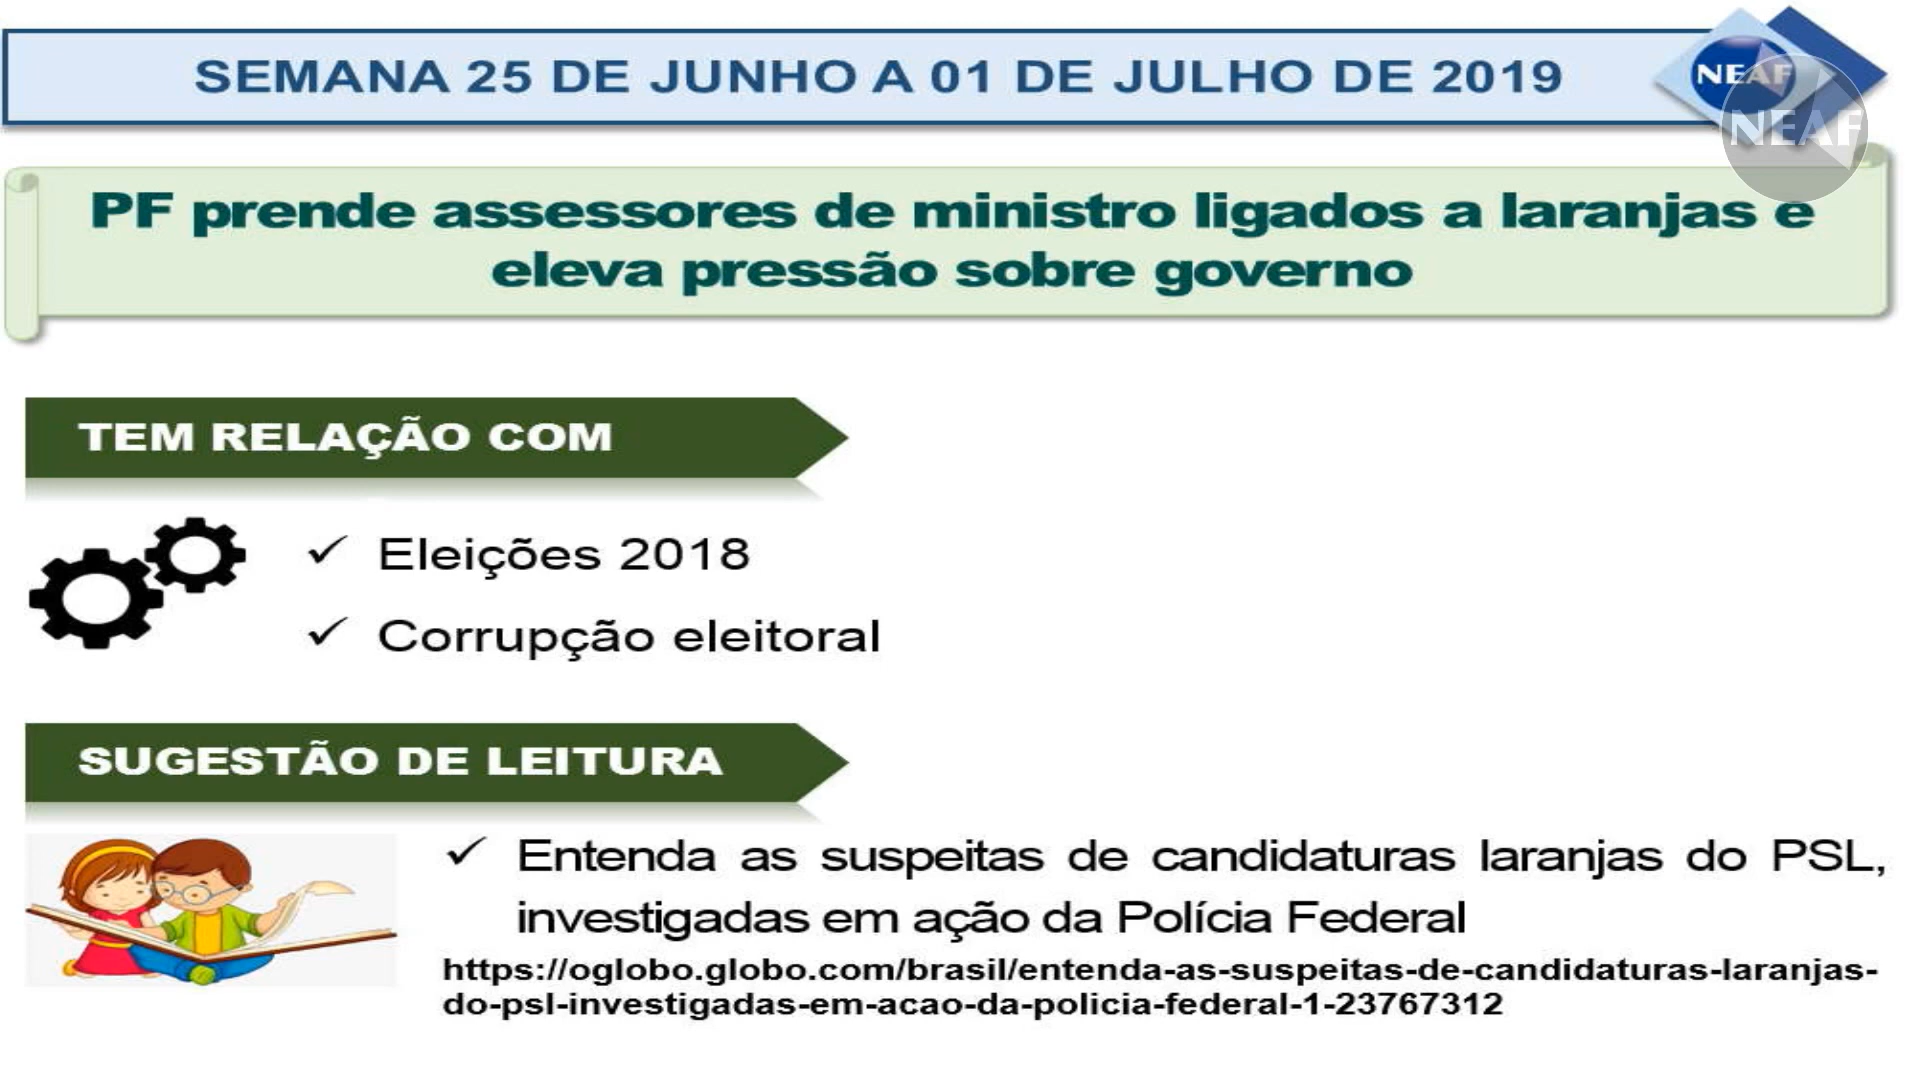 SEMANA 25 DE JUNHO A 01 DE JULHO DE 2019
NEAF
NEAF
PF prende assessores de ministro ligados a laranjas e
eleva pressão sobre governo
TEM RELAÇÃO COM
✓ Eleições 2018
✓ Corrupção eleitoral
SUGESTÃO DE LEITURA
✓ Entenda as suspeitas de candidaturas laranjas do PSL,
investigadas em ação da Polícia Federal
https://oglobo.globo.com/brasil/entenda-as-suspeitas-de-candidaturas-laranjas-
do-psl-investigadas-em-acao-da-policia-federal-1-23767312